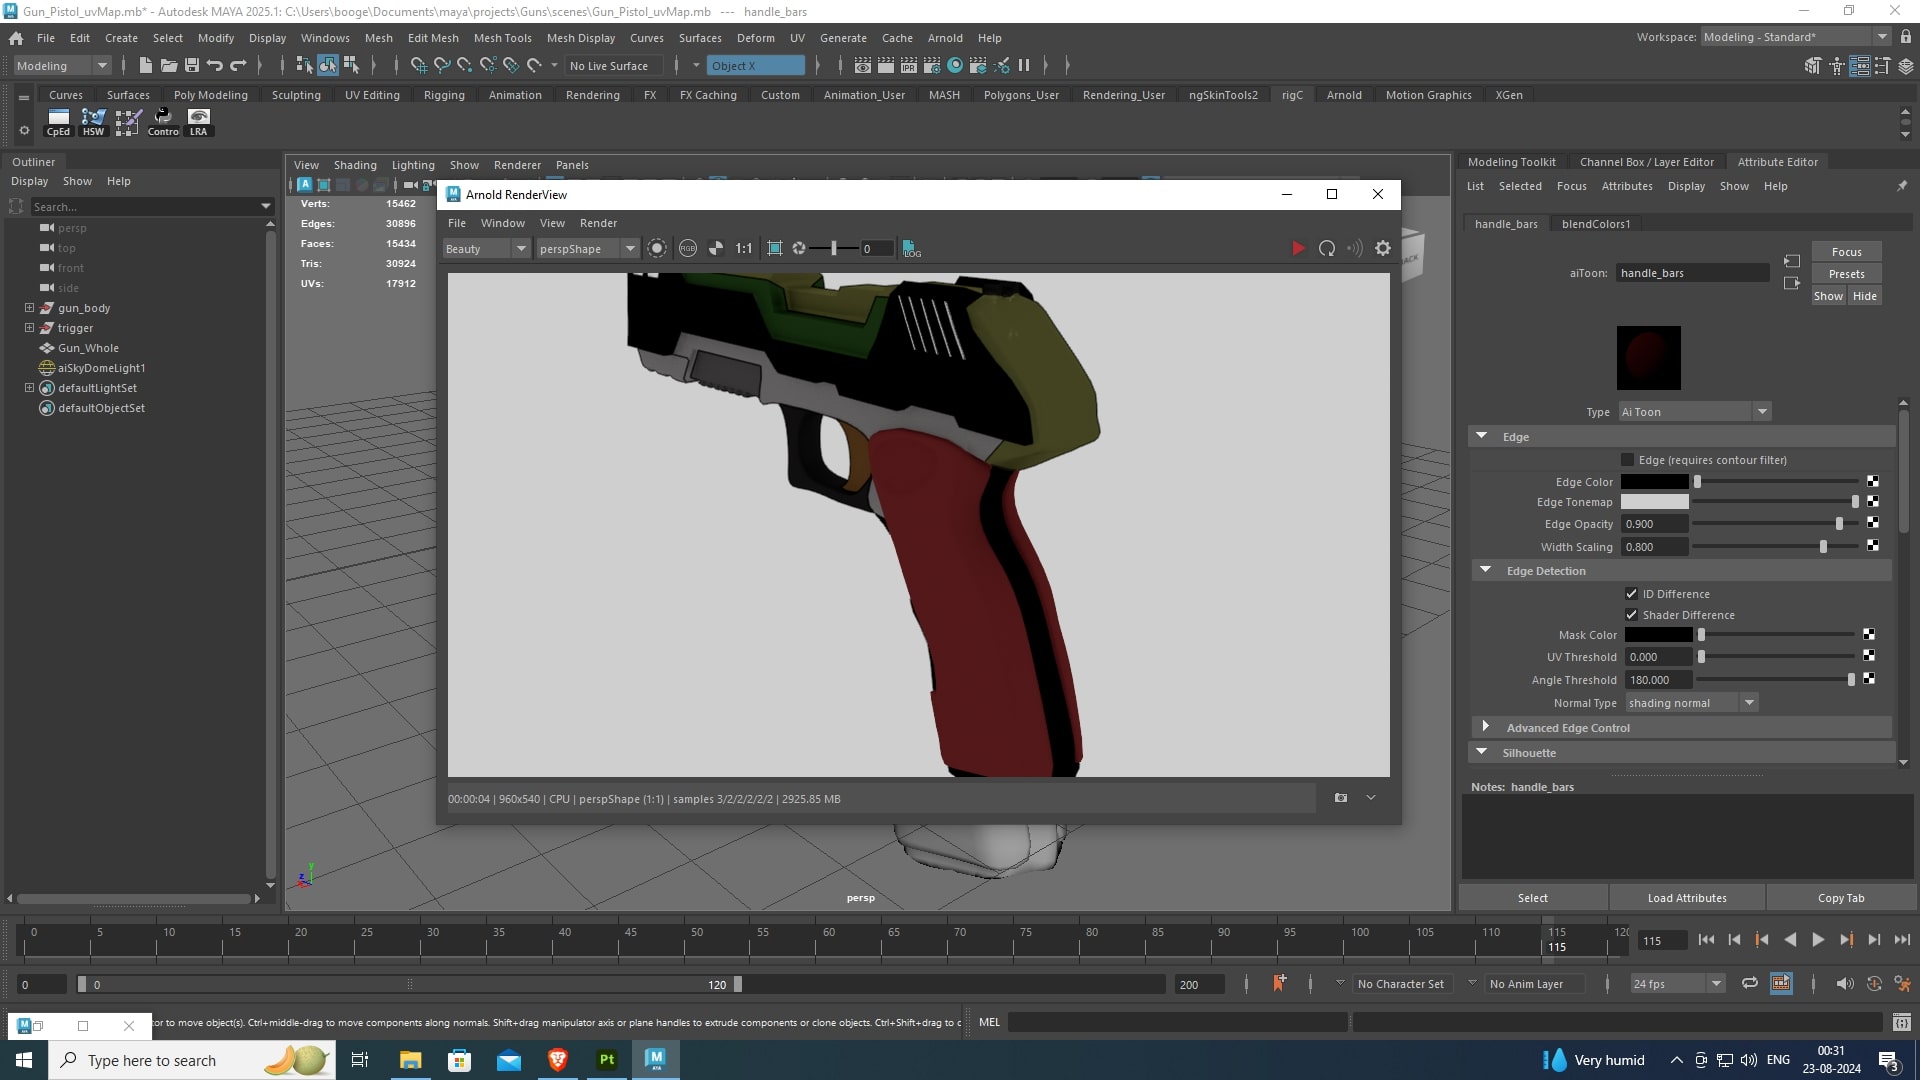 Gun_Pistol_uvMap.mb* - Autodesk MAYA 2025.1: C:\Users\booge\Documents\maya\projects\Guns\scenes\Gun_Pistol_uvMap.mb --- handle_bars
File Edit Create Select Modify Display Windows Mesh Edit Mesh Mesh Tools Mesh Display Curves Surfaces Deform UV Generate Cache Arnold Help
Workspace: Modeling - Standard*
Modeling
No Live Surface
Object X
IPR
Curves Surfaces Poly Modeling Sculpting UV Editing Rigging Animation Rendering FX FX Caching Custom Animation_User MASH Polygons_User Rendering_User ngSkinTools2 rigC Arnold Motion Graphics XGen
CpEd HSW Contro LRA
Outliner
Display Show Help
Search...
persp
top
front
side
gun_body
trigger
Gun_Whole
aiSkyDomeLight1
defaultLightSet
defaultObjectSet
View Shading Lighting Show Renderer Panels
Verts: 15462
Edges: 30896
Faces: 15434
Tris: 30924
UVs: 17912
Arnold RenderView
File Window View Render
Beauty perspShape RGB 1:1 0 LOG
BACK
00:00:04 | 960x540 | CPU | perspShape (1:1) | samples 3/2/2/2/2/2 | 2925.85 MB
y
z
persp
Modeling Toolkit Channel Box / Layer Editor Attribute Editor
List Selected Focus Attributes Display Show Help
handle_bars blendColors1
Focus
aiToon: handle_bars
Presets
Show Hide
Type Ai Toon
Edge
Edge (requires contour filter)
Edge Color
Edge Tonemap
Edge Opacity 0.900
Width Scaling 0.800
Edge Detection
ID Difference
Shader Difference
Mask Color
UV Threshold 0.000
Angle Threshold 180.000
Normal Type shading normal
Advanced Edge Control
Silhouette
Notes: handle_bars
Select Load Attributes Copy Tab
0 5 10 15 20 25 30 35 40 45 50 55 60 65 70 75 80 85 90 95 100 105 110 115
115
115
0 0 120 200 No Character Set No Anim Layer 24 fps
tor to move object(s). Ctrl+middle-drag to move components along normals. Shift+drag manipulator axis or plane handles to extrude components or clone objects. Ctrl+Shift+drag to c
MEL
Type here to search
Pt
M
Very humid
ENG
00:31
23-08-2024
3